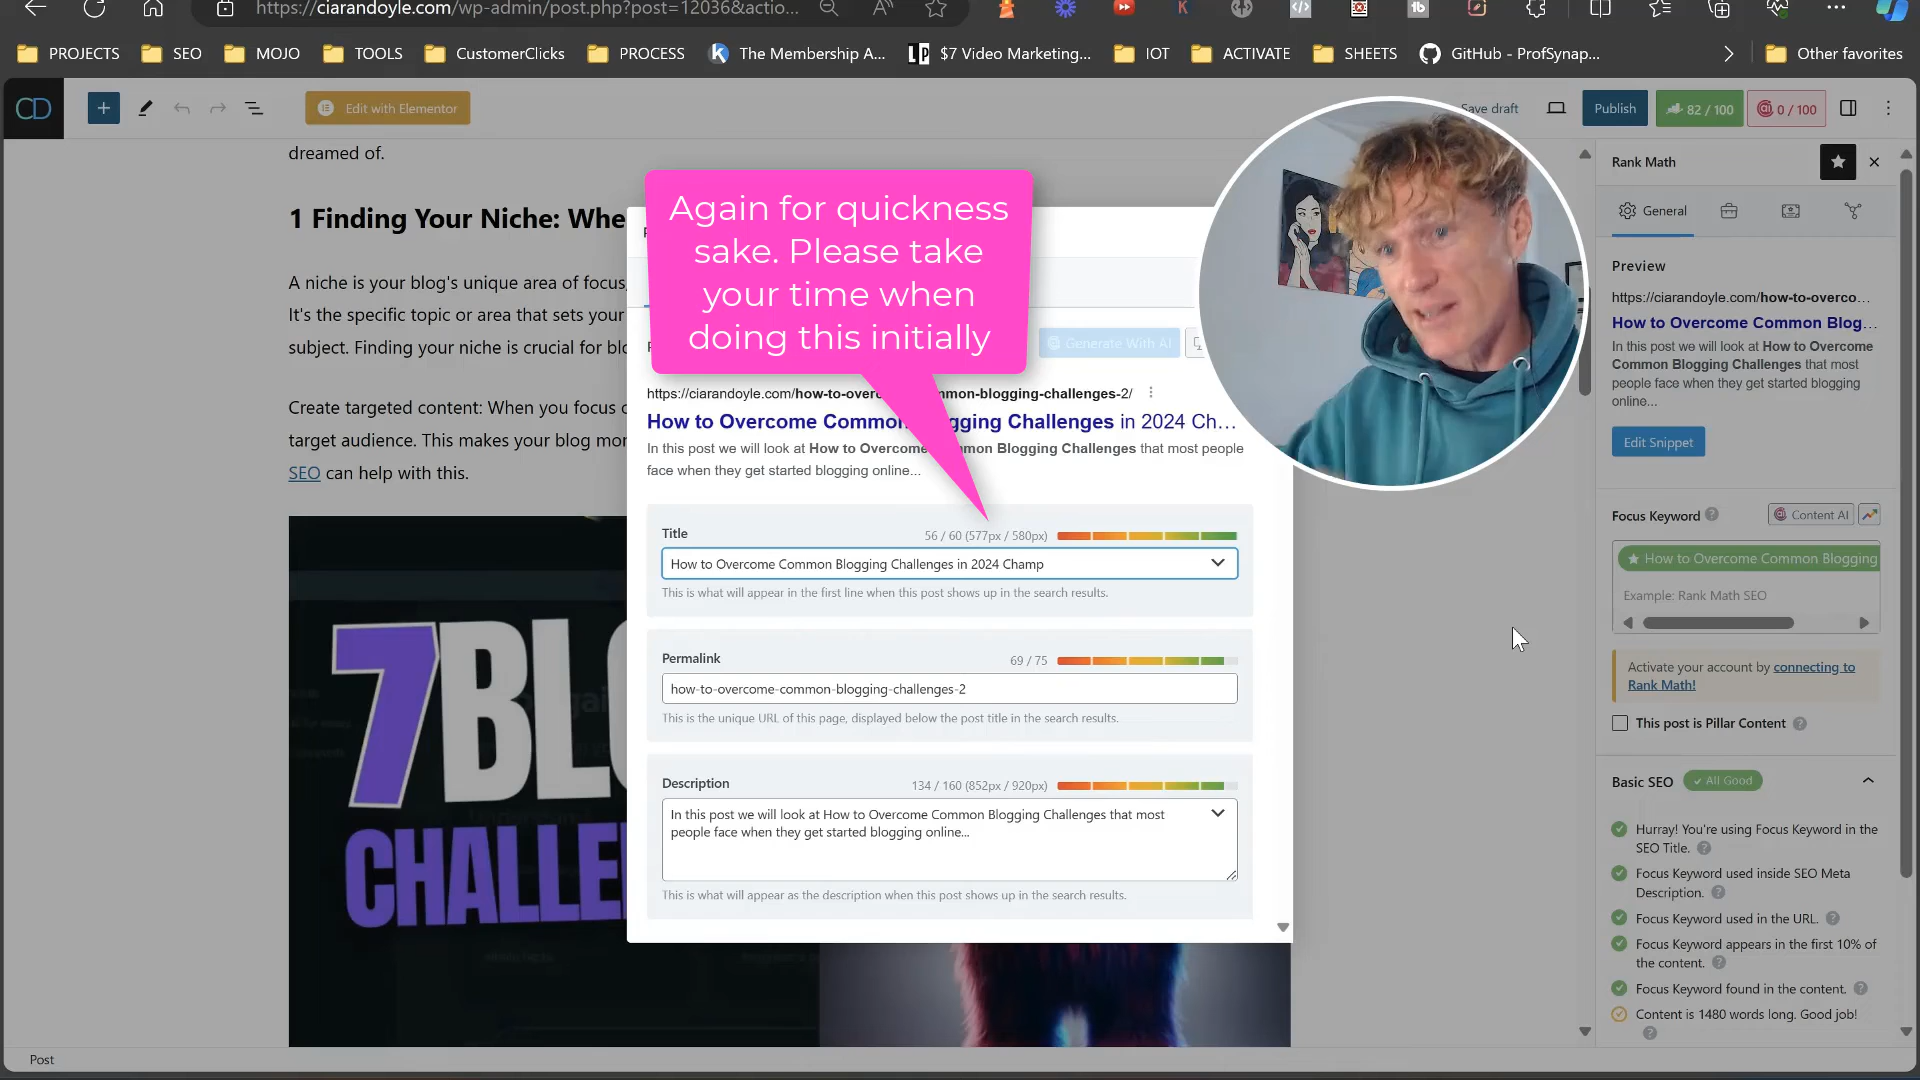 https://ciarandoyle.com/wp-admin/post.php?post=12036&actio...
PROJECTS
SEO
MOJO
TOOLS
CustomerClicks
PROCESS
The Membership A...
$7 Video Marketing...
IOT
ACTIVATE
SHEETS
GitHub - ProfSynap...
Other favorites
CD
Edit with Elementor
Save draft
Publish
82 / 100
0 / 100
dreamed of.
1 Finding Your Niche: Whe
A niche is your blog's unique area of focus,
It's the specific topic or area that sets your
subject. Finding your niche is crucial for blo
Create targeted content: When you focus o
target audience. This makes your blog mor
SEO can help with this.
7 BLO
CHALLE
Again for quickness
sake. Please take
your time when
doing this initially
Generate With AI
https://ciarandoyle.com/how-to-over
mmon-blogging-challenges-2/
How to Overcome Common
gging Challenges in 2024 Ch...
In this post we will look at How to Overcome
mon Blogging Challenges that most people
face when they get started blogging online...
Title
56 / 60 (577px / 580px)
How to Overcome Common Blogging Challenges in 2024 Champ
This is what will appear in the first line when this post shows up in the search results.
Permalink
69 / 75
how-to-overcome-common-blogging-challenges-2
This is the unique URL of this page, displayed below the post title in the search results.
Description
134 / 160 (852px / 920px)
In this post we will look at How to Overcome Common Blogging Challenges that most
people face when they get started blogging online...
This is what will appear as the description when this post shows up in the search results.
Rank Math
General
Preview
https://ciarandoyle.com/how-to-overco...
How to Overcome Common Blog...
In this post we will look at How to Overcome
Common Blogging Challenges that most
people face when they get started blogging
online...
Edit Snippet
Focus Keyword
Content AI
How to Overcome Common Blogging
Example: Rank Math SEO
Activate your account by connecting to
Rank Math!
This post is Pillar Content
Basic SEO
All Good
Hurray! You're using Focus Keyword in the
SEO Title.
Focus Keyword used inside SEO Meta
Description.
Focus Keyword used in the URL.
Focus Keyword appears in the first 10% of
the content.
Focus Keyword found in the content.
Content is 1480 words long. Good job!
Post